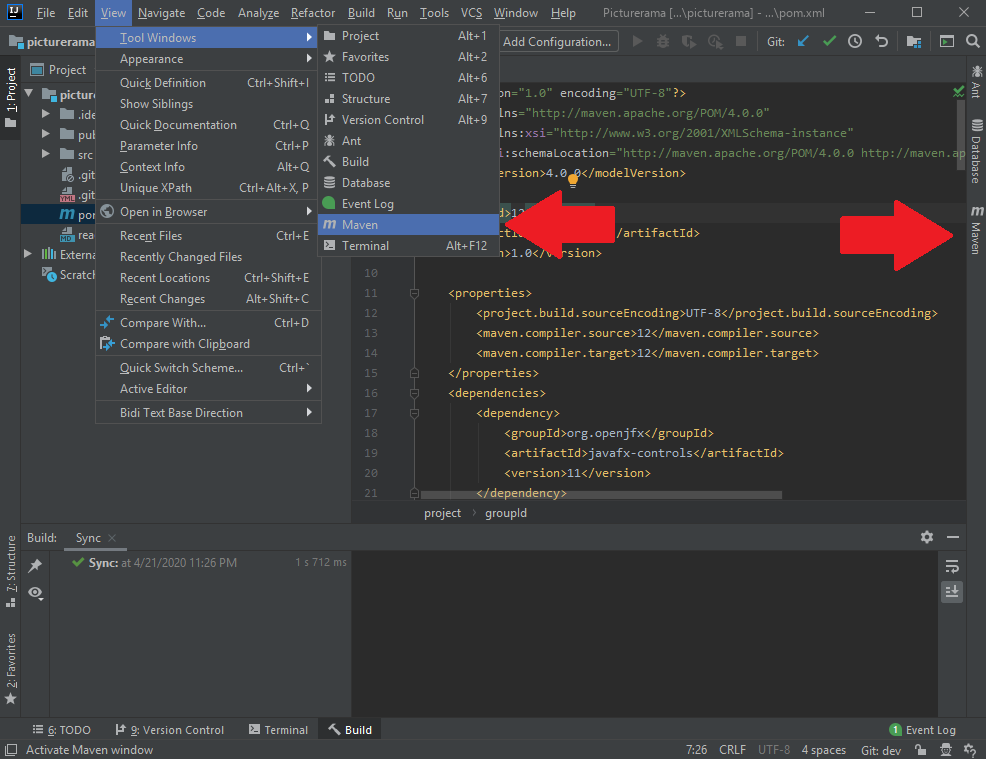 IJ File Edit View Navigate Code Analyze Refactor Build Run Tools VCS Window Help Picturerama [...\picturerama] - ...\pom.xml
picturerama Add Configuration... Git:
1: Project
Project
pictur
.ide
pub
src
.git
.git
YML
m por
MD rea
Externa
Scratch
Tool Windows
Appearance
Quick Definition Ctrl+Shift+I
Show Siblings
Quick Documentation Ctrl+Q
Parameter Info Ctrl+P
Context Info Alt+Q
Unique XPath Ctrl+Alt+X, P
Open in Browser
Recent Files Ctrl+E
Recently Changed Files
Recent Locations Ctrl+Shift+E
Recent Changes Alt+Shift+C
Compare With... Ctrl+D
Compare with Clipboard
Quick Switch Scheme... Ctrl+`
Active Editor
Bidi Text Base Direction
Project Alt+1
Favorites Alt+2
TODO Alt+6
Structure Alt+7
Version Control Alt+9
Ant
Build
Database
Event Log
m Maven
Terminal Alt+F12
on="1.0" encoding="UTF-8"?>
lns="http://maven.apache.org/POM/4.0.0"
lns:xsi="http://www.w3.org/2001/XMLSchema-instance"
i:schemaLocation="http://maven.apache.org/POM/4.0.0 http://maven.ap
ersion>4.0.0</modelVersion>
d>12
</artifactId>
n>1.0</version>
10
11 <properties>
12 <project.build.sourceEncoding>UTF-8</project.build.sourceEncoding>
13 <maven.compiler.source>12</maven.compiler.source>
14 <maven.compiler.target>12</maven.compiler.target>
15 </properties>
16 <dependencies>
17 <dependency>
18 <groupId>org.openjfx</groupId>
19 <artifactId>javafx-controls</artifactId>
20 <version>11</version>
21 </dependency>
project › groupId
Ant
Database
m Maven
Build: Sync ×
Sync: at 4/21/2020 11:26 PM 1 s 712 ms
7: Structure
2: Favorites
6: TODO 9: Version Control Terminal Build 1 Event Log
Activate Maven window 7:26 CRLF UTF-8 4 spaces Git: dev